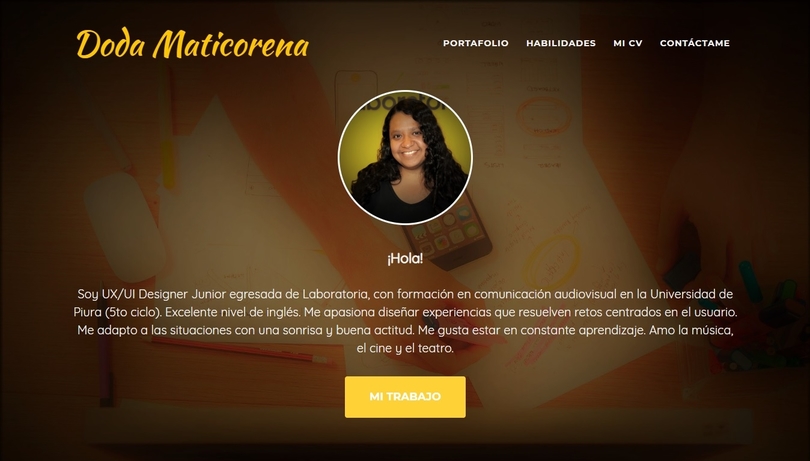 Doda Maticorena
PORTAFOLIO HABILIDADES MI CV CONTÁCTAME
¡Hola!
Soy UX/UI Designer Junior egresada de Laboratoria, con formación en comunicación audiovisual en la Universidad de
Piura (5to ciclo). Excelente nivel de inglés. Me apasiona diseñar experiencias que resuelven retos centrados en el usuario.
Me adapto a las situaciones con una sonrisa y buena actitud. Me gusta estar en constante aprendizaje. Amo la música,
el cine y el teatro.
MI TRABAJO